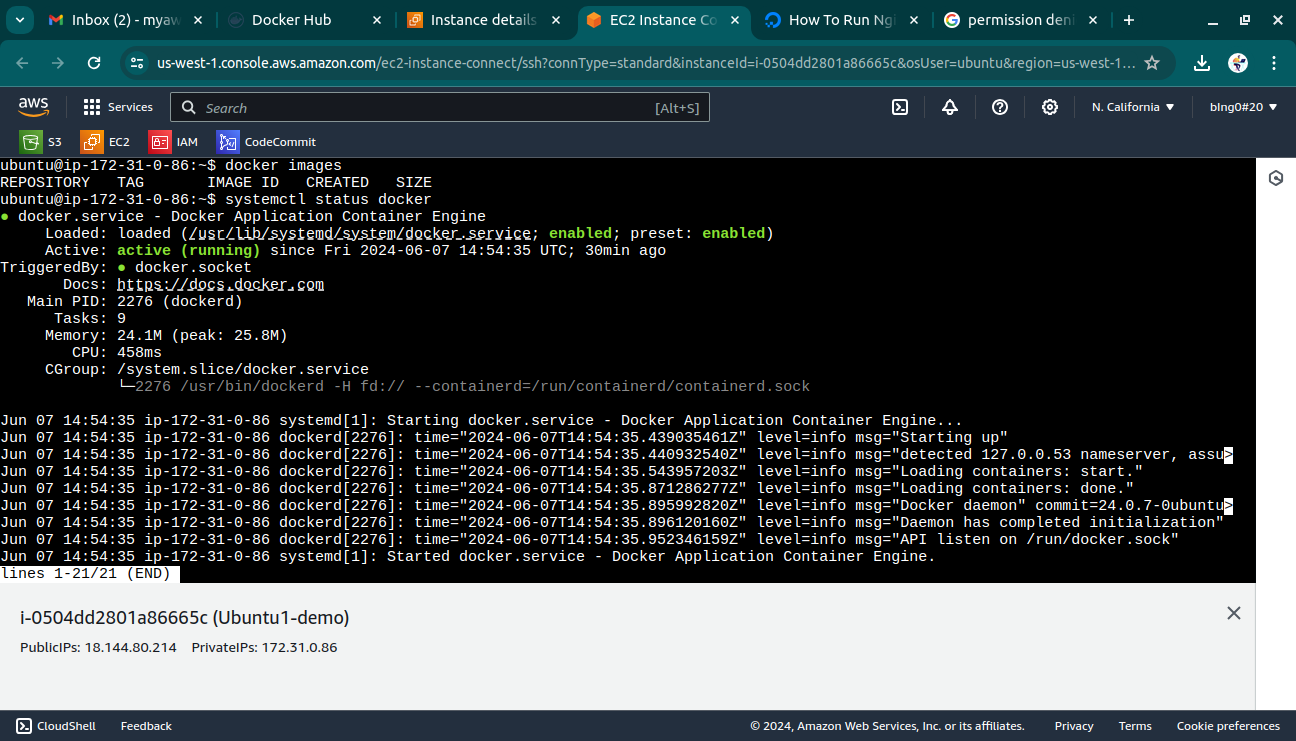 Inbox (2) - myaw
Docker Hub
Instance details
EC2 Instance Co
How To Run Ngi
permission deni
us-west-1.console.aws.amazon.com/ec2-instance-connect/ssh?connType=standard&instanceId=i-0504dd2801a86665c&osUser=ubuntu&region=us-west-1...
aws
Services
Search
[Alt+S]
N. California
blng0#20
S3
EC2
IAM
CodeCommit
ubuntu@ip-172-31-0-86:~$ docker images
REPOSITORY   TAG       IMAGE ID   CREATED   SIZE
ubuntu@ip-172-31-0-86:~$ systemctl status docker
● docker.service - Docker Application Container Engine
     Loaded: loaded (/usr/lib/systemd/system/docker.service; enabled; preset: enabled)
     Active: active (running) since Fri 2024-06-07 14:54:35 UTC; 30min ago
TriggeredBy: ● docker.socket
       Docs: https://docs.docker.com
   Main PID: 2276 (dockerd)
      Tasks: 9
     Memory: 24.1M (peak: 25.8M)
        CPU: 458ms
     CGroup: /system.slice/docker.service
             └─2276 /usr/bin/dockerd -H fd:// --containerd=/run/containerd/containerd.sock
Jun 07 14:54:35 ip-172-31-0-86 systemd[1]: Starting docker.service - Docker Application Container Engine...
Jun 07 14:54:35 ip-172-31-0-86 dockerd[2276]: time="2024-06-07T14:54:35.439035461Z" level=info msg="Starting up"
Jun 07 14:54:35 ip-172-31-0-86 dockerd[2276]: time="2024-06-07T14:54:35.440932540Z" level=info msg="detected 127.0.0.53 nameserver, assu>
Jun 07 14:54:35 ip-172-31-0-86 dockerd[2276]: time="2024-06-07T14:54:35.543957203Z" level=info msg="Loading containers: start."
Jun 07 14:54:35 ip-172-31-0-86 dockerd[2276]: time="2024-06-07T14:54:35.871286277Z" level=info msg="Loading containers: done."
Jun 07 14:54:35 ip-172-31-0-86 dockerd[2276]: time="2024-06-07T14:54:35.895992820Z" level=info msg="Docker daemon" commit=24.0.7-0ubuntu>
Jun 07 14:54:35 ip-172-31-0-86 dockerd[2276]: time="2024-06-07T14:54:35.896120160Z" level=info msg="Daemon has completed initialization"
Jun 07 14:54:35 ip-172-31-0-86 dockerd[2276]: time="2024-06-07T14:54:35.952346159Z" level=info msg="API listen on /run/docker.sock"
Jun 07 14:54:35 ip-172-31-0-86 systemd[1]: Started docker.service - Docker Application Container Engine.
lines 1-21/21 (END)
i-0504dd2801a86665c (Ubuntu1-demo)
PublicIPs: 18.144.80.214    PrivateIPs: 172.31.0.86
CloudShell
Feedback
© 2024, Amazon Web Services, Inc. or its affiliates.
Privacy
Terms
Cookie preferences